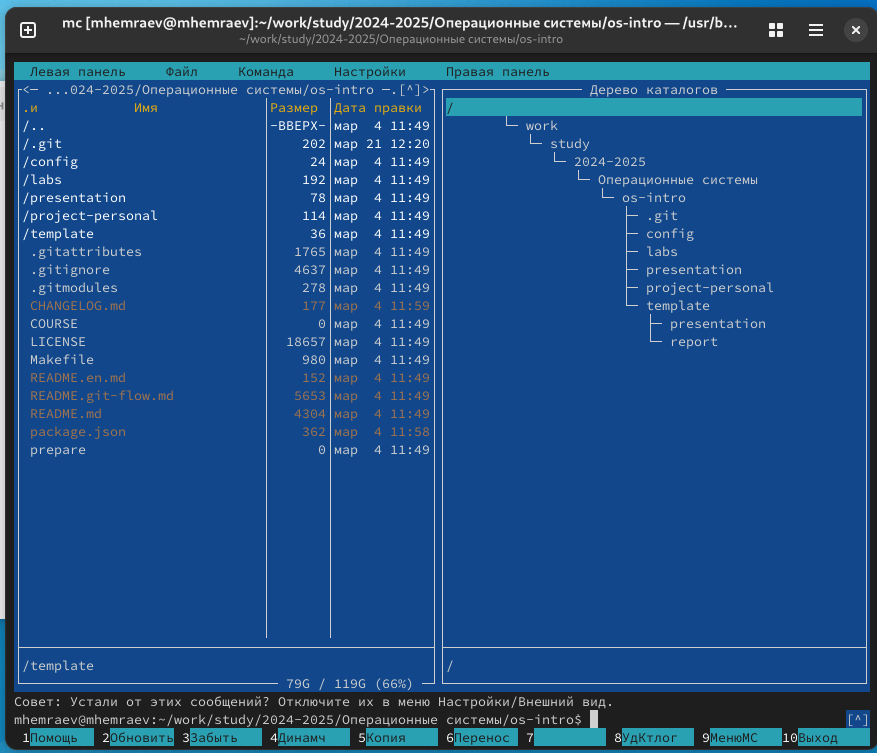 mc [mhemraev@mhemraev]:~/work/study/2024-2025/Операционные системы/os-intro — /usr/b…
~/work/study/2024-2025/Операционные системы/os-intro
Левая панель Файл Команда Настройки Правая панель
<— ...024-2025/Операционные системы/os-intro —.[^]>
.и Имя Размер Дата правки
/.. -ВВЕРХ- мар 4 11:49
/.git 202 мар 21 12:20
/config 24 мар 4 11:49
/labs 192 мар 4 11:49
/presentation 78 мар 4 11:49
/project-personal 114 мар 4 11:49
/template 36 мар 4 11:49
.gitattributes 1765 мар 4 11:49
.gitignore 4637 мар 4 11:49
.gitmodules 278 мар 4 11:49
CHANGELOG.md 177 мар 4 11:59
COURSE 0 мар 4 11:49
LICENSE 18657 мар 4 11:49
Makefile 980 мар 4 11:49
README.en.md 152 мар 4 11:49
README.git-flow.md 5653 мар 4 11:49
README.md 4304 мар 4 11:49
package.json 362 мар 4 11:58
prepare 0 мар 4 11:49
/template
79G / 119G (66%)
Дерево каталогов
/
work
study
2024-2025
Операционные системы
os-intro
.git
config
labs
presentation
project-personal
template
presentation
report
/
Совет: Устали от этих сообщений? Отключите их в меню Настройки/Внешний вид.
mhemraev@mhemraev:~/work/study/2024-2025/Операционные системы/os-intro$ [^]
1Помощь 2Обновить 3Забыть 4Динамч 5Копия 6Перенос 7 8УдКтлог 9МенюМС 10Выход